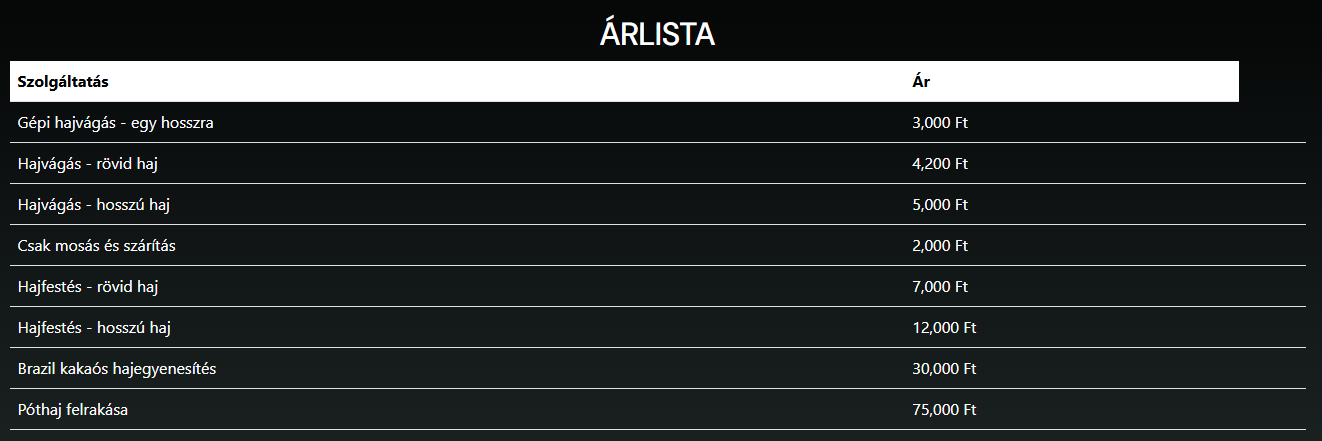 ÁRLISTA
Szolgáltatás Ár
Gépi hajvágás - egy hosszra 3,000 Ft
Hajvágás - rövid haj 4,200 Ft
Hajvágás - hosszú haj 5,000 Ft
Csak mosás és szárítás 2,000 Ft
Hajfestés - rövid haj 7,000 Ft
Hajfestés - hosszú haj 12,000 Ft
Brazil kakaós hajegyenesítés 30,000 Ft
Póthaj felrakása 75,000 Ft